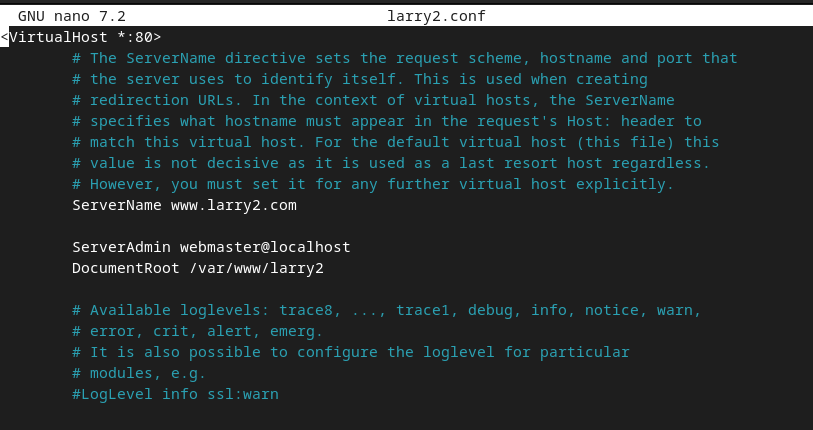 GNU nano 7.2 larry2.conf
<VirtualHost *:80>
# The ServerName directive sets the request scheme, hostname and port that
# the server uses to identify itself. This is used when creating
# redirection URLs. In the context of virtual hosts, the ServerName
# specifies what hostname must appear in the request's Host: header to
# match this virtual host. For the default virtual host (this file) this
# value is not decisive as it is used as a last resort host regardless.
# However, you must set it for any further virtual host explicitly.
ServerName www.larry2.com
ServerAdmin webmaster@localhost
DocumentRoot /var/www/larry2
# Available loglevels: trace8, ..., trace1, debug, info, notice, warn,
# error, crit, alert, emerg.
# It is also possible to configure the loglevel for particular
# modules, e.g.
#LogLevel info ssl:warn